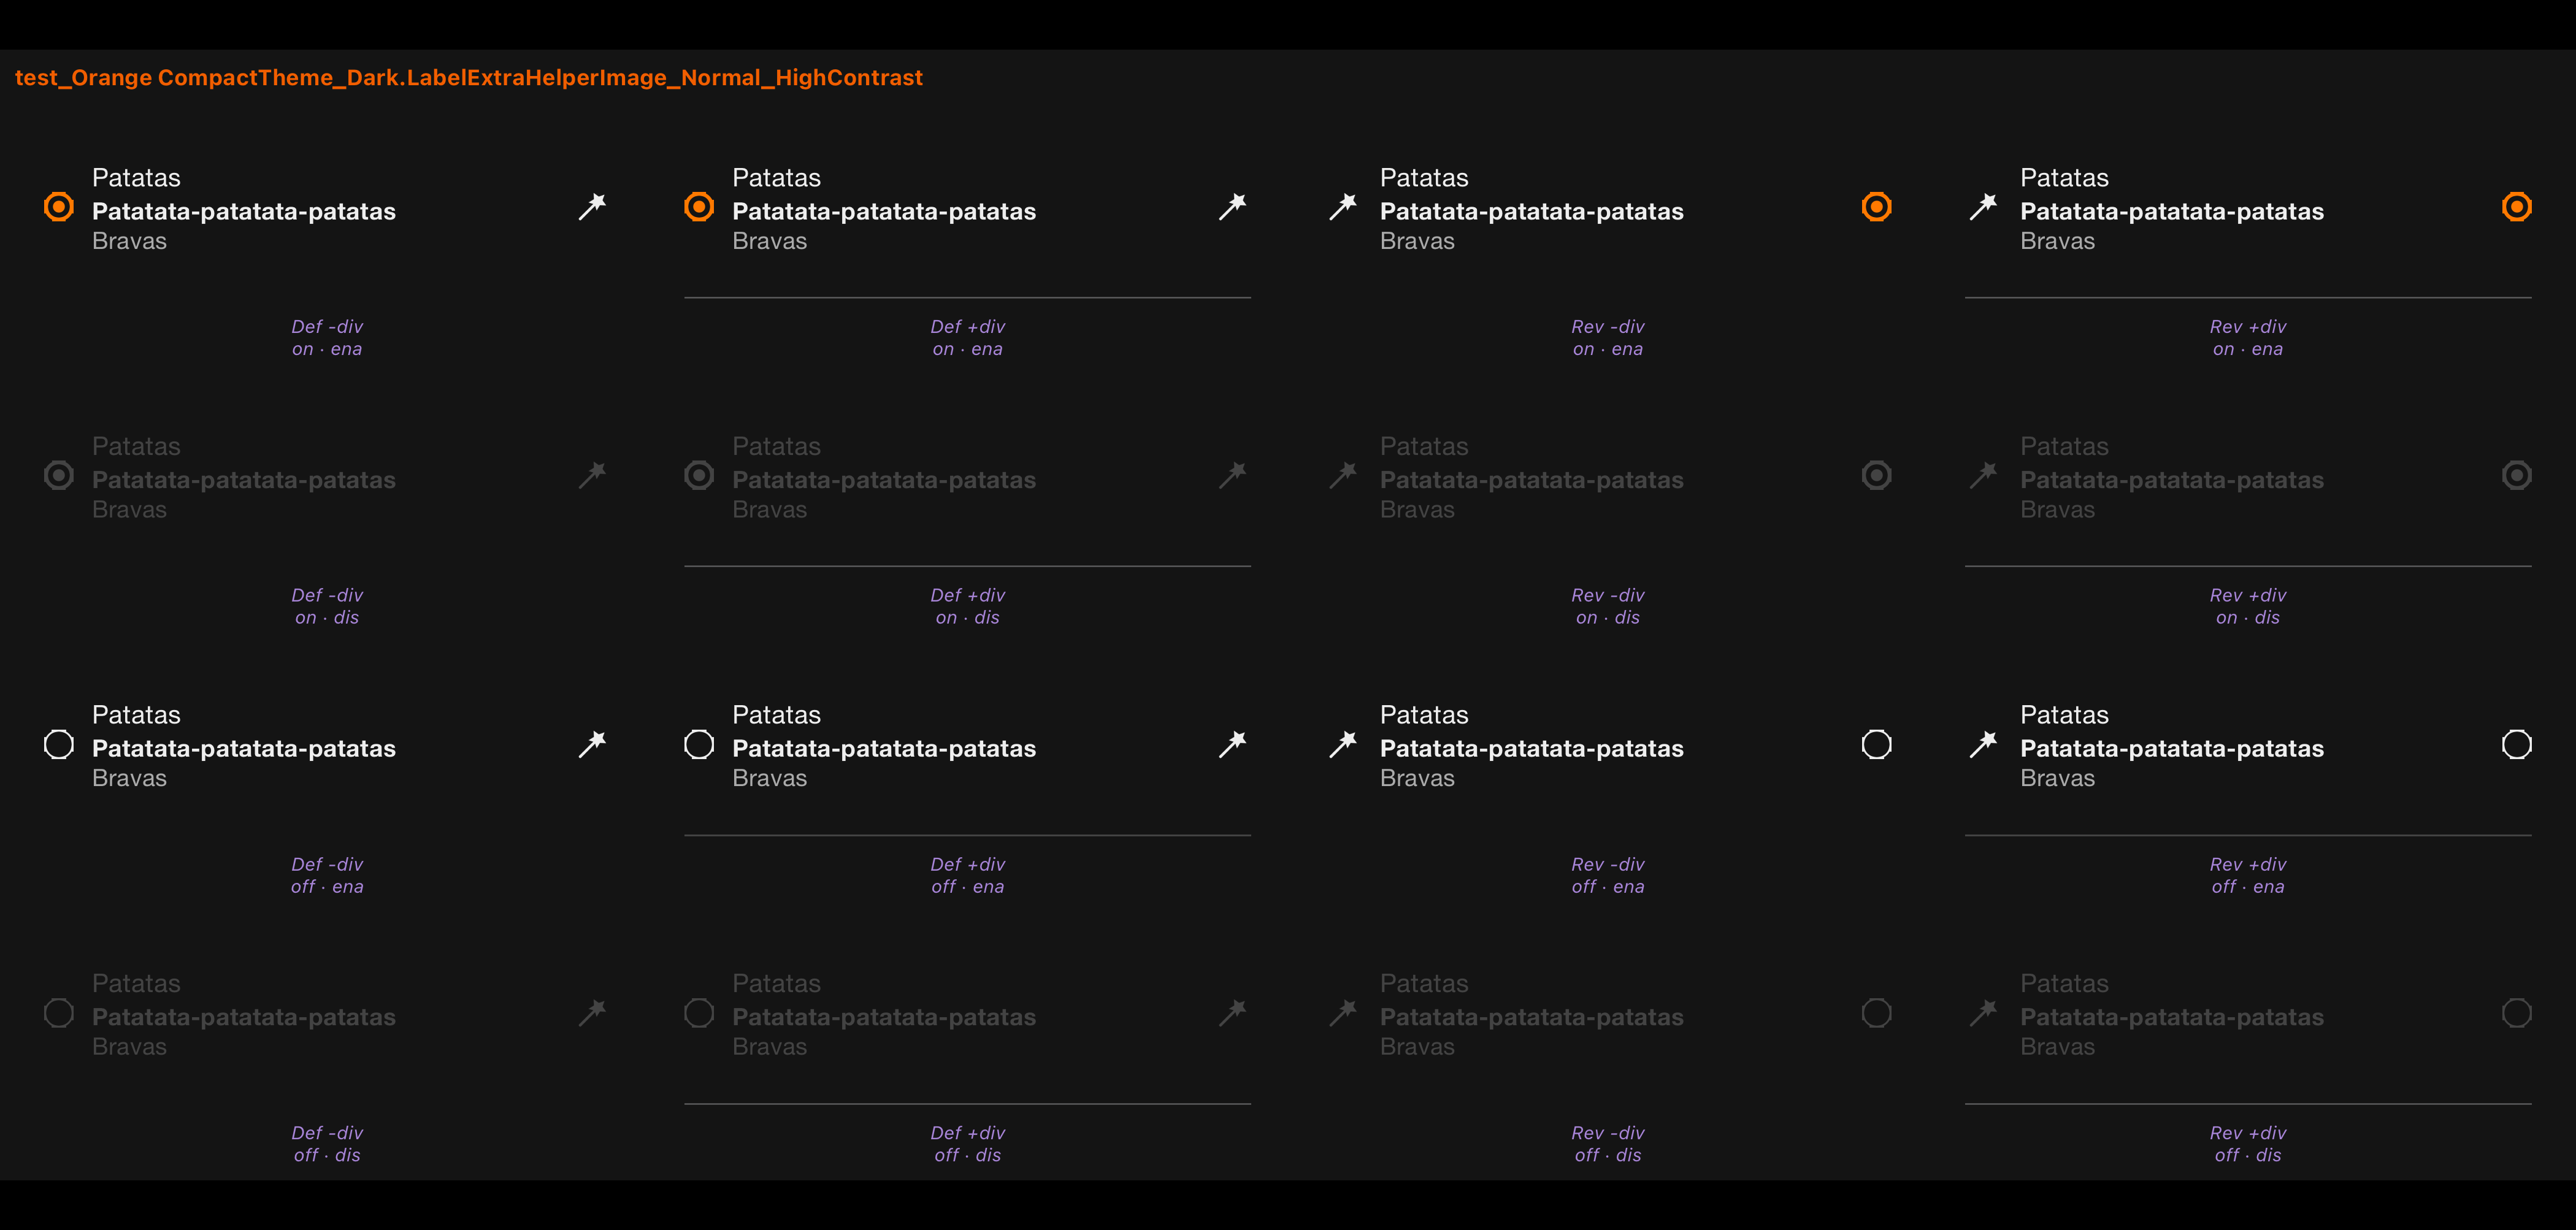 test_Orange CompactTheme_Dark.LabelExtraHelperImage_Normal_HighContrast
Patatas
Patatata-patatata-patatas
Bravas
Def -div
on · ena
Patatas
Patatata-patatata-patatas
Bravas
Def +div
on · ena
Patatas
Patatata-patatata-patatas
Bravas
Rev -div
on · ena
Patatas
Patatata-patatata-patatas
Bravas
Rev +div
on · ena
Patatas
Patatata-patatata-patatas
Bravas
Def -div
on · dis
Patatas
Patatata-patatata-patatas
Bravas
Def +div
on · dis
Patatas
Patatata-patatata-patatas
Bravas
Rev -div
on · dis
Patatas
Patatata-patatata-patatas
Bravas
Rev +div
on · dis
Patatas
Patatata-patatata-patatas
Bravas
Def -div
off · ena
Patatas
Patatata-patatata-patatas
Bravas
Def +div
off · ena
Patatas
Patatata-patatata-patatas
Bravas
Rev -div
off · ena
Patatas
Patatata-patatata-patatas
Bravas
Rev +div
off · ena
Patatas
Patatata-patatata-patatas
Bravas
Def -div
off · dis
Patatas
Patatata-patatata-patatas
Bravas
Def +div
off · dis
Patatas
Patatata-patatata-patatas
Bravas
Rev -div
off · dis
Patatas
Patatata-patatata-patatas
Bravas
Rev +div
off · dis